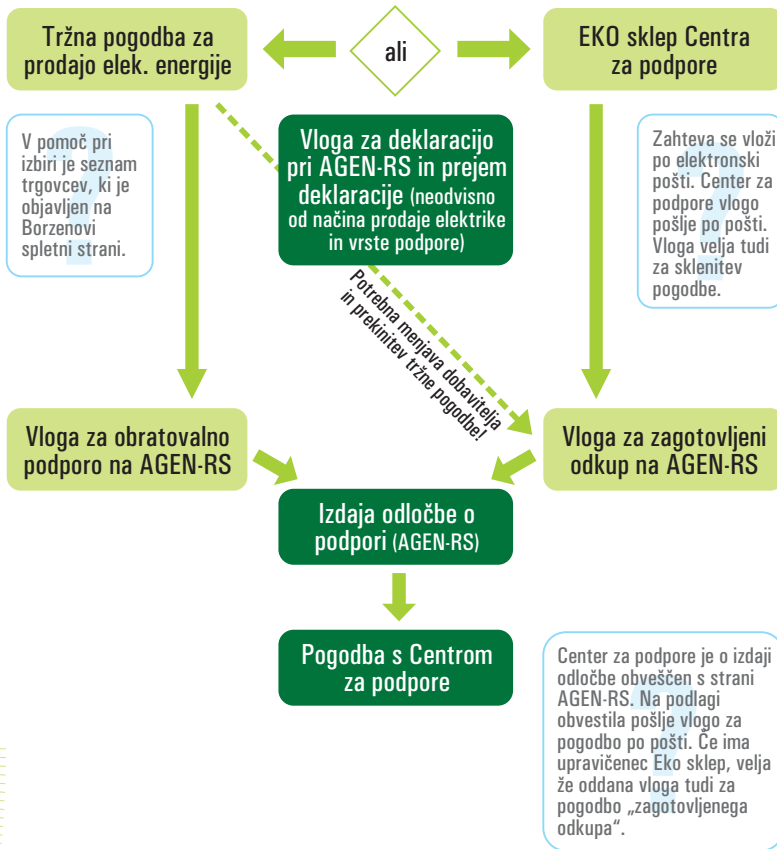 Tržna pogodba za
prodajo elek. energije
ali
EKO sklep Centra
za podpore
V pomoč pri
izbiri je seznam
trgovcev, ki je
objavljen na
Borzenovi
spletni strani.
Vloga za deklaracijo
pri AGEN-RS in prejem
deklaracije (neodvisno
od načina prodaje elektrike
in vrste podpore)
Zahteva se vloži
po elektronski
pošti. Center za
podpore vlogo
pošlje po pošti.
Vloga velja tudi
za sklenitev
pogodbe.
Potrebna menjava dobavitelja
in prekinitev tržne pogodbe!
Vloga za obratovalno
podporo na AGEN-RS
Vloga za zagotovljeni
odkup na AGEN-RS
Izdaja odločbe o
podpori (AGEN-RS)
Pogodba s Centrom
za podpore
Center za podpore je o izdaji
odločbe obveščen s strani
AGEN-RS. Na podlagi
obvestila pošlje vlogo za
pogodbo po pošti. Če ima
upravičenec Eko sklep, velja
že oddana vloga tudi za
pogodbo „zagotovljenega
odkupa“.